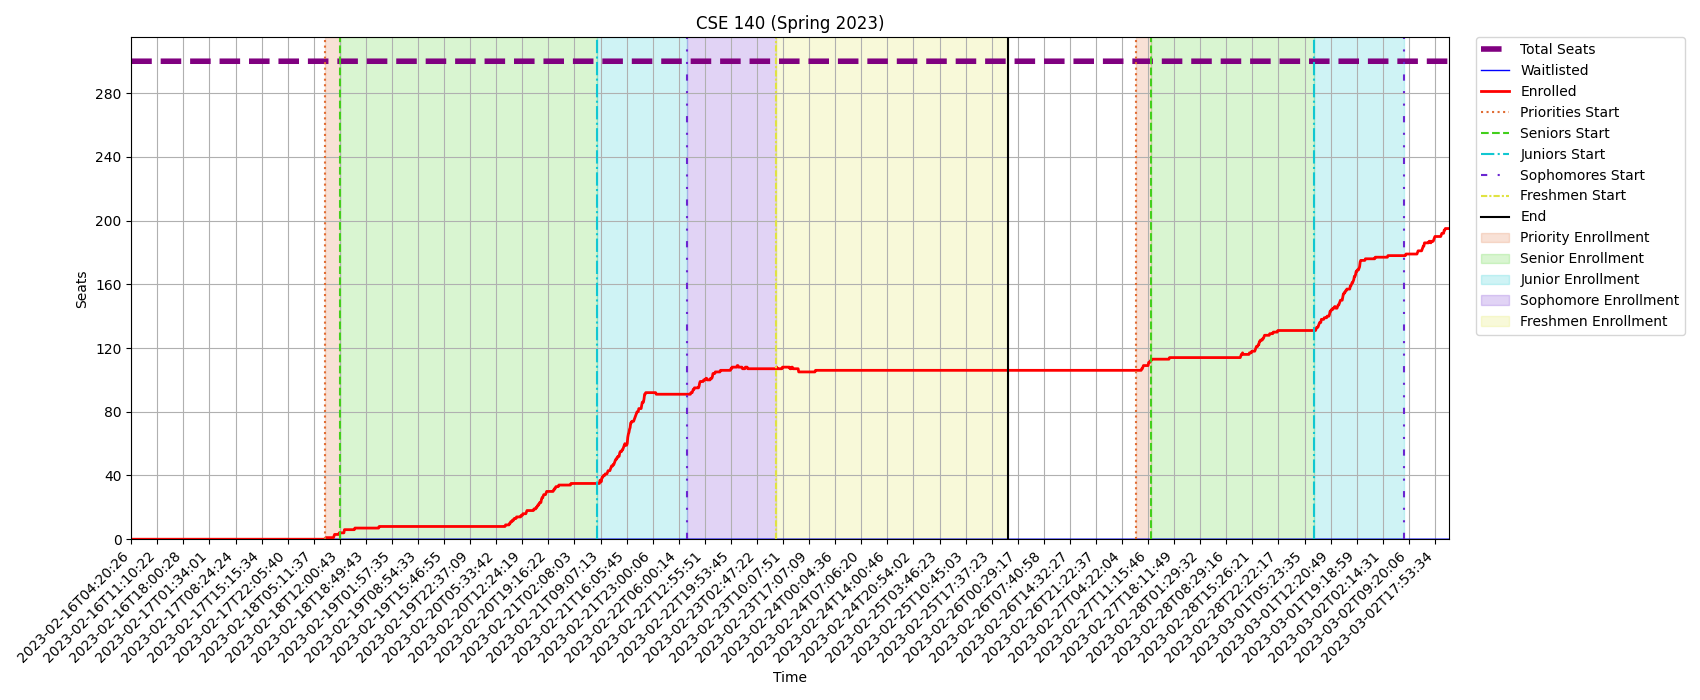 CSE 140 (Spring 2023)
Seats
280
240
200
160
120
80
40
0
2023-02-16T04:20:26
2023-02-16T11:10:22
2023-02-16T18:00:28
2023-02-17T01:34:01
2023-02-17T08:24:24
2023-02-17T15:15:34
2023-02-17T22:05:40
2023-02-18T05:11:37
2023-02-18T12:00:43
2023-02-18T18:49:43
2023-02-19T01:57:35
2023-02-19T08:54:33
2023-02-19T15:46:55
2023-02-19T22:37:09
2023-02-20T05:33:42
2023-02-20T12:24:19
2023-02-20T19:16:22
2023-02-21T02:08:03
2023-02-21T09:07:13
2023-02-21T16:05:45
2023-02-21T23:00:06
2023-02-22T06:00:14
2023-02-22T12:55:51
2023-02-22T19:53:45
2023-02-23T02:47:22
2023-02-23T10:07:51
2023-02-23T17:07:09
2023-02-24T00:04:36
2023-02-24T07:06:20
2023-02-24T14:00:46
2023-02-24T20:54:02
2023-02-25T03:46:23
2023-02-25T10:45:03
2023-02-25T17:37:23
2023-02-26T00:29:17
2023-02-26T07:40:58
2023-02-26T14:32:27
2023-02-26T21:22:37
2023-02-27T04:22:04
2023-02-27T11:15:46
2023-02-27T18:11:49
2023-02-28T01:29:32
2023-02-28T08:29:16
2023-02-28T15:26:21
2023-02-28T22:22:17
2023-03-01T05:23:35
2023-03-01T12:20:49
2023-03-01T19:18:59
2023-03-02T02:14:31
2023-03-02T09:20:06
2023-03-02T17:53:34
Time
Total Seats
Waitlisted
Enrolled
Priorities Start
Seniors Start
Juniors Start
Sophomores Start
Freshmen Start
End
Priority Enrollment
Senior Enrollment
Junior Enrollment
Sophomore Enrollment
Freshmen Enrollment